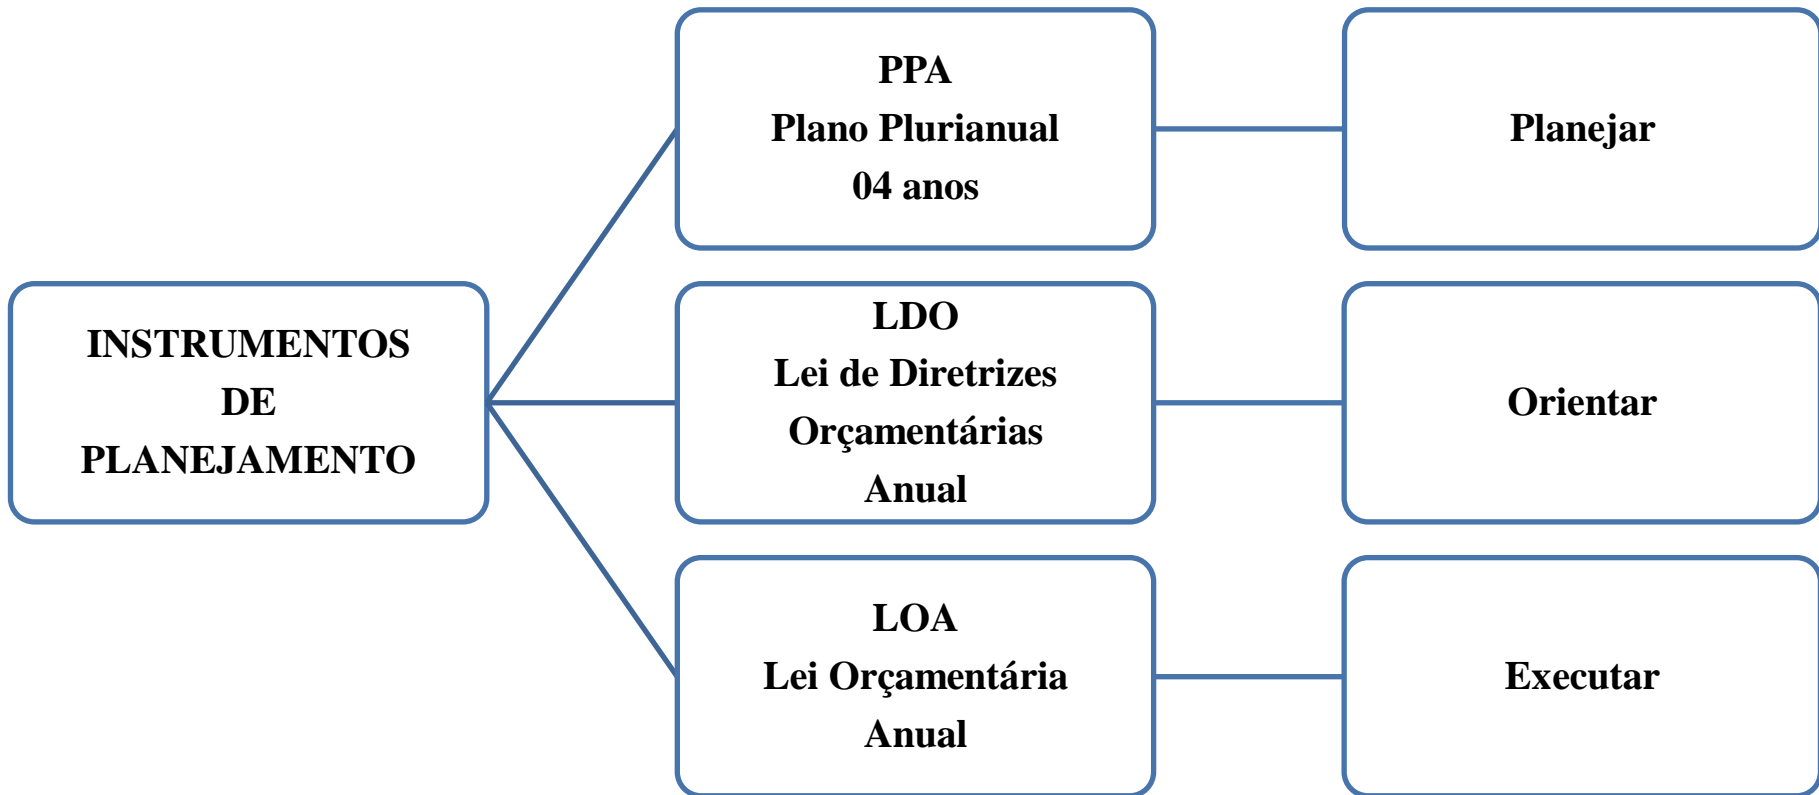 PPA
Plano Plurianual
04 anos
Planejar
INSTRUMENTOS
DE
PLANEJAMENTO
LDO
Lei de Diretrizes
Orçamentárias
Anual
Orientar
LOA
Lei Orçamentária
Anual
Executar